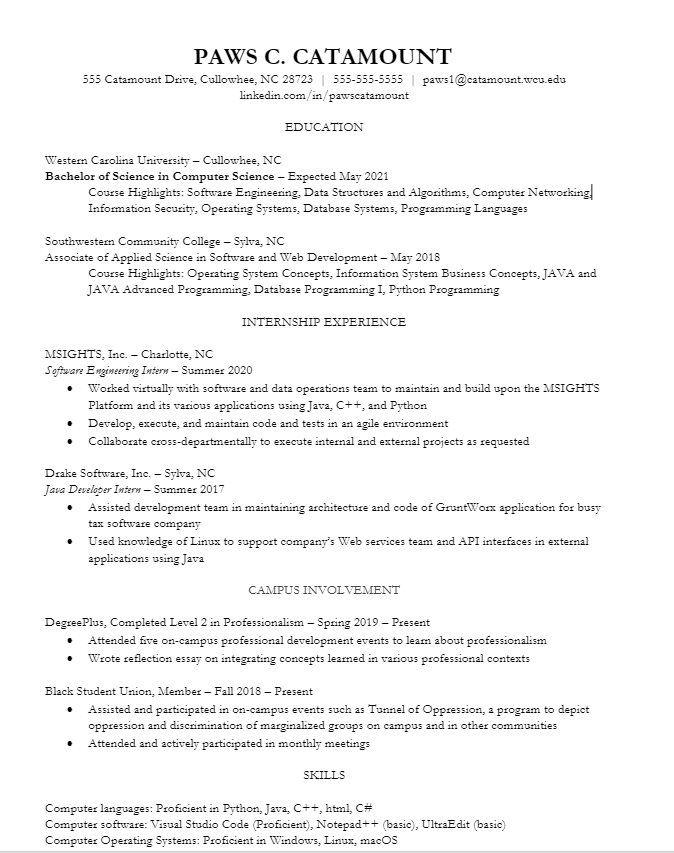 PAWS C. CATAMOUNT
555 Catamount Drive, Cullowhee, NC 28723 | 555-555-5555 | paws1@catamount.wcu.edu
linkedin.com/in/pawscatamount
EDUCATION
Western Carolina University – Cullowhee, NC
Bachelor of Science in Computer Science – Expected May 2021
Course Highlights: Software Engineering, Data Structures and Algorithms, Computer Networking,
Information Security, Operating Systems, Database Systems, Programming Languages
Southwestern Community College – Sylva, NC
Associate of Applied Science in Software and Web Development – May 2018
Course Highlights: Operating System Concepts, Information System Business Concepts, JAVA and
JAVA Advanced Programming, Database Programming I, Python Programming
INTERNSHIP EXPERIENCE
MSIGHTS, Inc. – Charlotte, NC
Software Engineering Intern – Summer 2020
• Worked virtually with software and data operations team to maintain and build upon the MSIGHTS
Platform and its various applications using Java, C++, and Python
• Develop, execute, and maintain code and tests in an agile environment
• Collaborate cross-departmentally to execute internal and external projects as requested
Drake Software, Inc. – Sylva, NC
Java Developer Intern – Summer 2017
• Assisted development team in maintaining architecture and code of GruntWorx application for busy
tax software company
• Used knowledge of Linux to support company's Web services team and API interfaces in external
applications using Java
CAMPUS INVOLVEMENT
DegreePlus, Completed Level 2 in Professionalism – Spring 2019 – Present
• Attended five on-campus professional development events to learn about professionalism
• Wrote reflection essay on integrating concepts learned in various professional contexts
Black Student Union, Member – Fall 2018 – Present
• Assisted and participated in on-campus events such as Tunnel of Oppression, a program to depict
oppression and discrimination of marginalized groups on campus and in other communities
• Attended and actively participated in monthly meetings
SKILLS
Computer languages: Proficient in Python, Java, C++, html, C#
Computer software: Visual Studio Code (Proficient), Notepad++ (basic), UltraEdit (basic)
Computer Operating Systems: Proficient in Windows, Linux, macOS